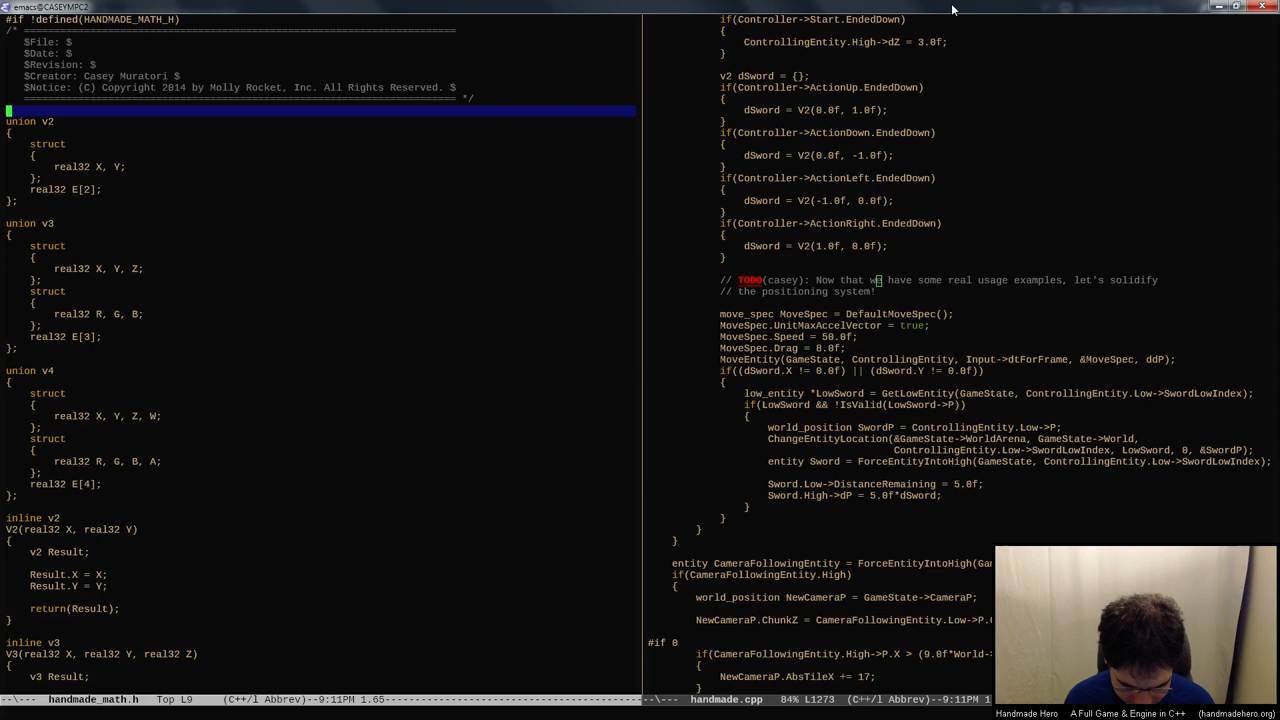 emacs@CASEYMPC2
#if !defined(HANDMADE_MATH_H)
/* ========================================================================
$File: $
$Date: $
$Revision: $
$Creator: Casey Muratori $
$Notice: (C) Copyright 2014 by Molly Rocket, Inc. All Rights Reserved. $
======================================================================== */
union v2
{
struct
{
real32 X, Y;
};
real32 E[2];
};
union v3
{
struct
{
real32 X, Y, Z;
};
struct
{
real32 R, G, B;
};
real32 E[3];
};
union v4
{
struct
{
real32 X, Y, Z, W;
};
struct
{
real32 R, G, B, A;
};
real32 E[4];
};
inline v2
V2(real32 X, real32 Y)
{
v2 Result;
Result.X = X;
Result.Y = Y;
return(Result);
}
inline v3
V3(real32 X, real32 Y, real32 Z)
{
v3 Result;
--\--- handmade_math.h Top L9 (C++/l Abbrev)--9:11PM 1.65
if(Controller->Start.EndedDown)
{
ControllingEntity.High->dZ = 3.0f;
}
v2 dSword = {};
if(Controller->ActionUp.EndedDown)
{
dSword = V2(0.0f, 1.0f);
}
if(Controller->ActionDown.EndedDown)
{
dSword = V2(0.0f, -1.0f);
}
if(Controller->ActionLeft.EndedDown)
{
dSword = V2(-1.0f, 0.0f);
}
if(Controller->ActionRight.EndedDown)
{
dSword = V2(1.0f, 0.0f);
}
// TODO(casey): Now that we have some real usage examples, let's solidify
// the positioning system!
move_spec MoveSpec = DefaultMoveSpec();
MoveSpec.UnitMaxAccelVector = true;
MoveSpec.Speed = 50.0f;
MoveSpec.Drag = 8.0f;
MoveEntity(GameState, ControllingEntity, Input->dtForFrame, &MoveSpec, ddP);
if((dSword.X != 0.0f) || (dSword.Y != 0.0f))
{
low_entity *LowSword = GetLowEntity(GameState, ControllingEntity.Low->SwordLowIndex);
if(LowSword && !IsValid(LowSword->P))
{
world_position SwordP = ControllingEntity.Low->P;
ChangeEntityLocation(&GameState->WorldArena, GameState->World,
ControllingEntity.Low->SwordLowIndex, LowSword, 0, &SwordP);
entity Sword = ForceEntityIntoHigh(GameState, ControllingEntity.Low->SwordLowIndex);
Sword.Low->DistanceRemaining = 5.0f;
Sword.High->dP = 5.0f*dSword;
}
}
}
}
entity CameraFollowingEntity = ForceEntityIntoHigh(
if(CameraFollowingEntity.High)
{
world_position NewCameraP = GameState->CameraP;
NewCameraP.ChunkZ = CameraFollowingEntity.Low->P.
#if 0
if(CameraFollowingEntity.High->P.X > (9.0f*World-
{
NewCameraP.AbsTileX += 17;
}
--\--- handmade.cpp 84% L1273 (C++/l Abbrev)--9:11PM
Handmade Hero A Full Game & Engine in C++ (handmadehero.org)